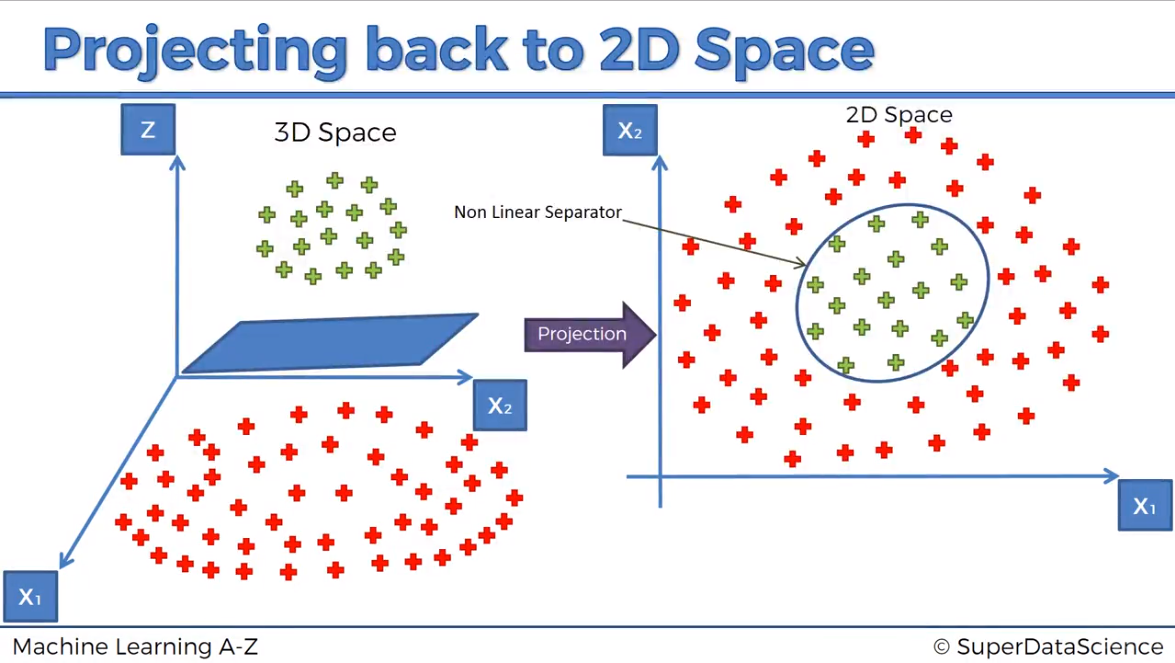 Projecting back to 2D Space
Z
3D Space
X₂
2D Space
Non Linear Separator
Projection
X₂
X₁
X₁
Machine Learning A-Z
© SuperDataScience